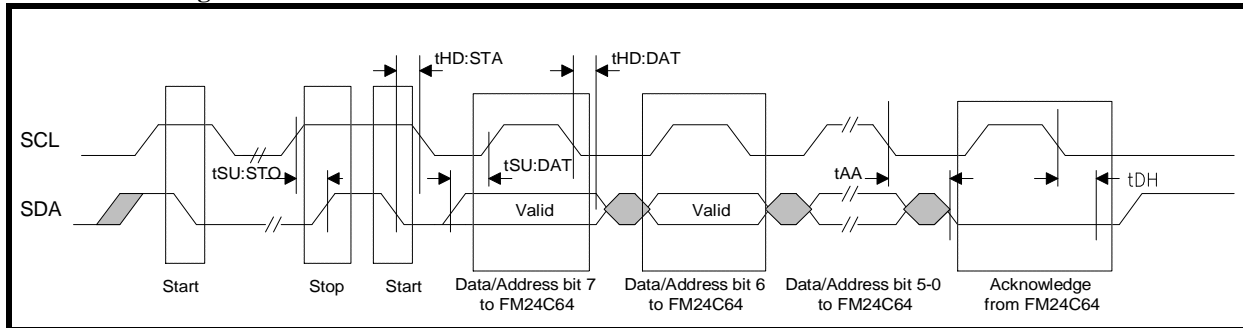 tHD:STA
tHD:DAT
SCL
tSU:STO
tSU:DAT
tAA
tDH
SDA
Valid
Valid
Start
Stop
Start
Data/Address bit 7
to FM24C64
Data/Address bit 6
to FM24C64
Data/Address bit 5-0
to FM24C64
Acknowledge
from FM24C64